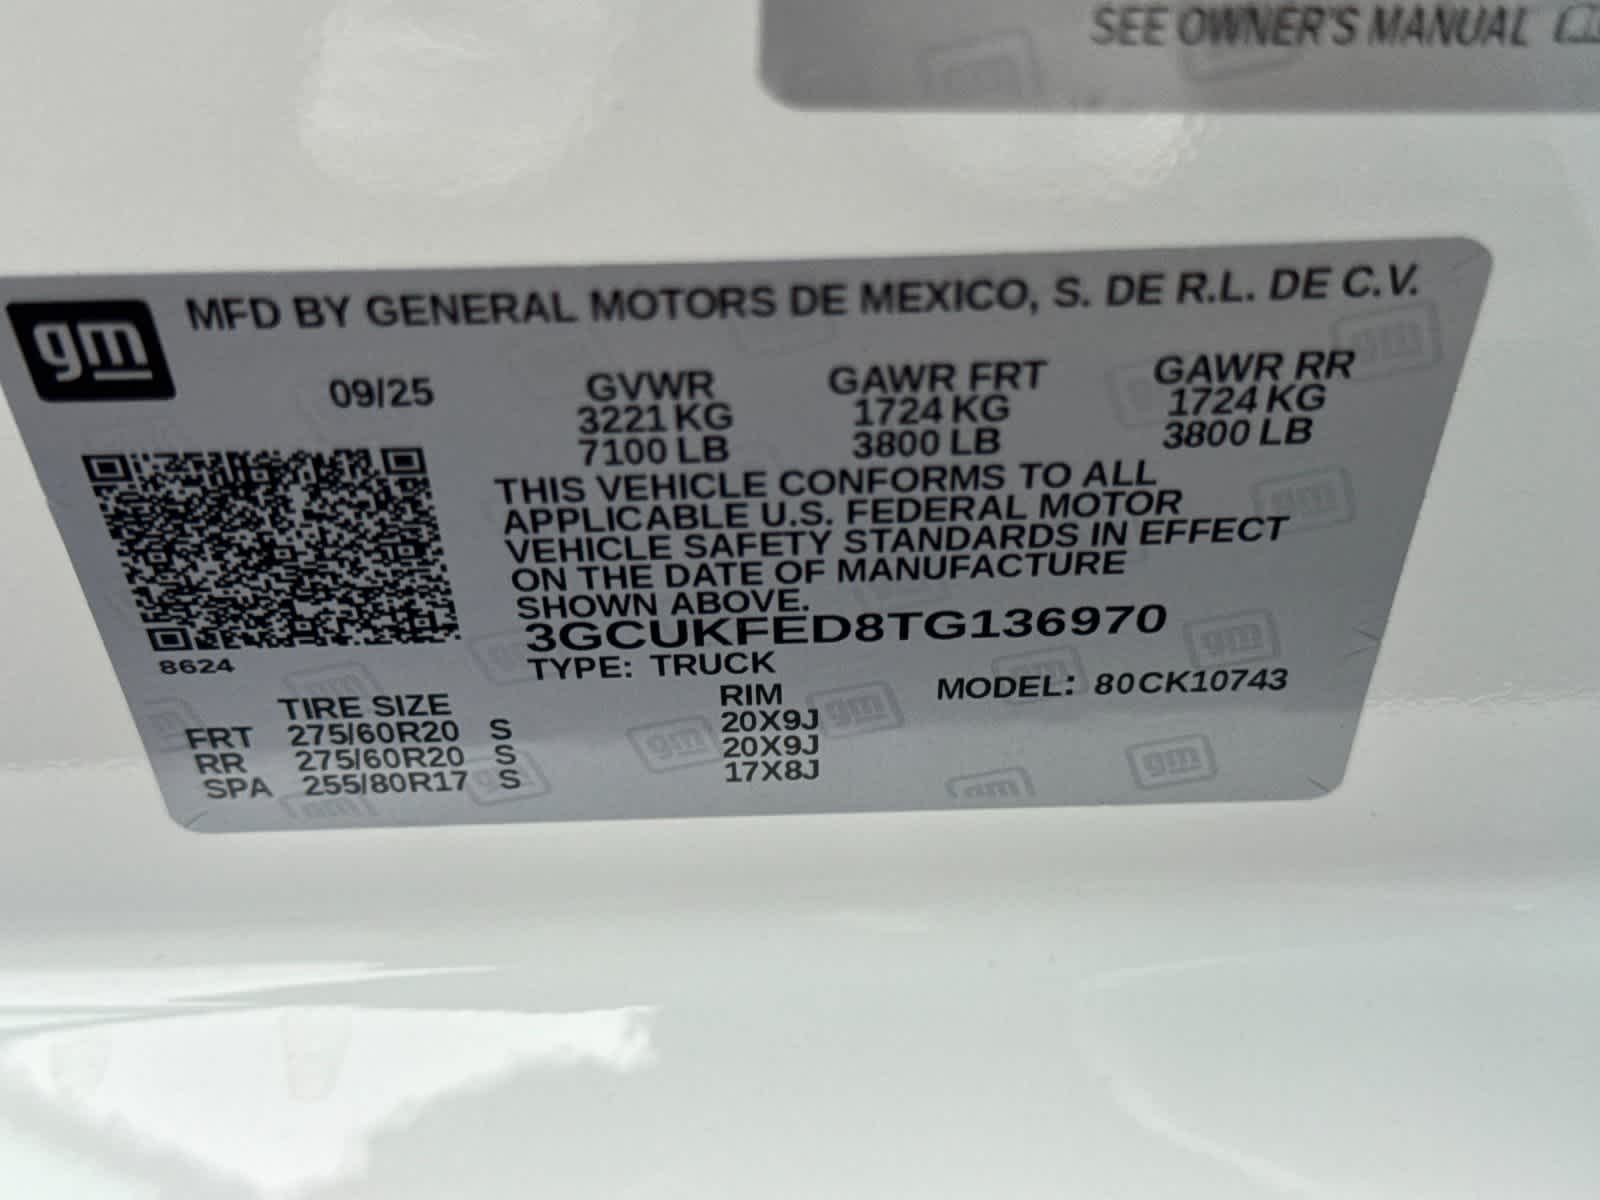 SEE OWNER'S MANUAL
gm
MFD BY GENERAL MOTORS DE MEXICO, S. DE R.L. DE C.V.
09/25 GVWR GAWR FRT GAWR RR
3221 KG 1724 KG 1724 KG
7100 LB 3800 LB 3800 LB
THIS VEHICLE CONFORMS TO ALL
APPLICABLE U.S. FEDERAL MOTOR
VEHICLE SAFETY STANDARDS IN EFFECT
ON THE DATE OF MANUFACTURE
SHOWN ABOVE.
3GCUKFED8TG136970
8624
TYPE: TRUCK
MODEL: 80CK10743
TIRE SIZE RIM
FRT 275/60R20 S 20X9J
RR 275/60R20 S 20X9J
SPA 255/80R17 S 17X8J